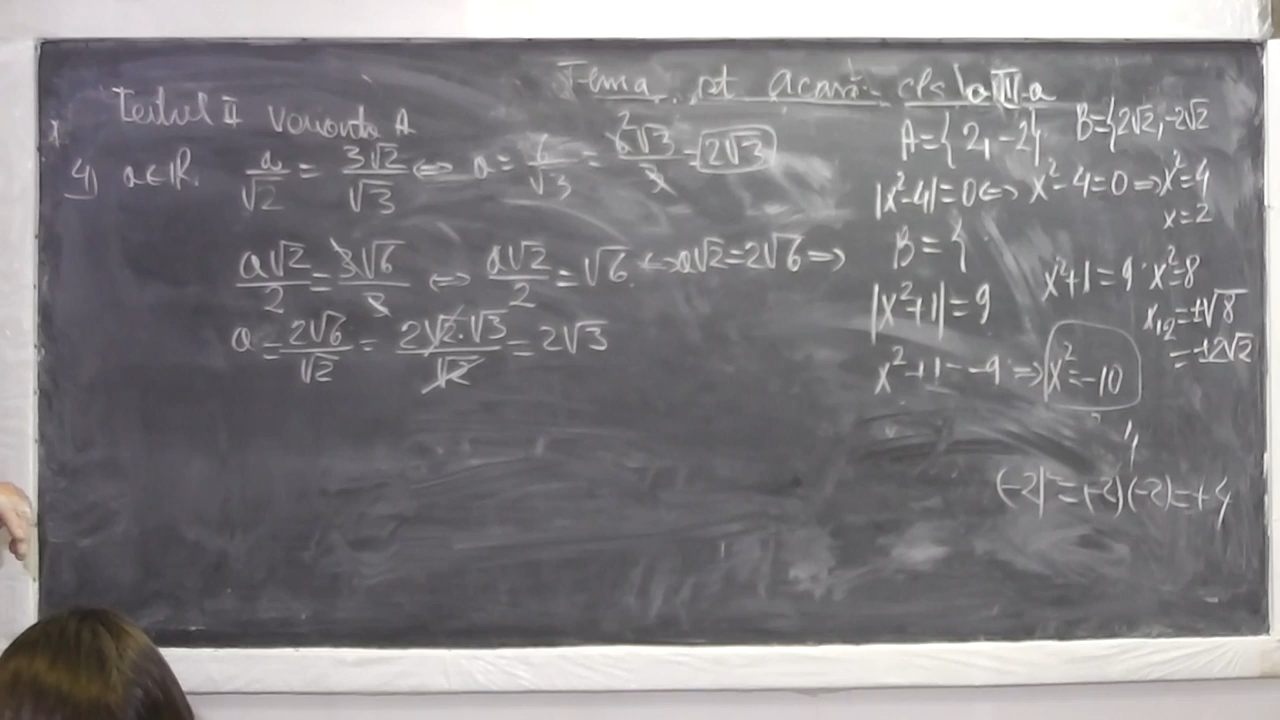 Tema pt acasă cls a VII-a
Testul II Varianta A
4) a∈R. a/√2 = 3√2/√3 ⇔ a = 6/√3 = 6√3/3 = 2√3
a√2/2 = 3√6/3 ⇔ a√2/2 = √6 ⇔ a√2 = 2√6 ⇒
a = 2√6/√2 = 2√2·√3/√2 = 2√3
A = {2, -2} B = {2√2, -2√2}
|x²-4| = 0 ⇔ x²-4 = 0 ⇒ x² = 4
x = 2
B = {
|x²+1| = 9 x²+1 = 9 x² = 8
x₁₂ = ±√8
= ±2√2
x²+1 = -9 ⇒ x² = -10
(-2)² = (-2)(-2) = +4